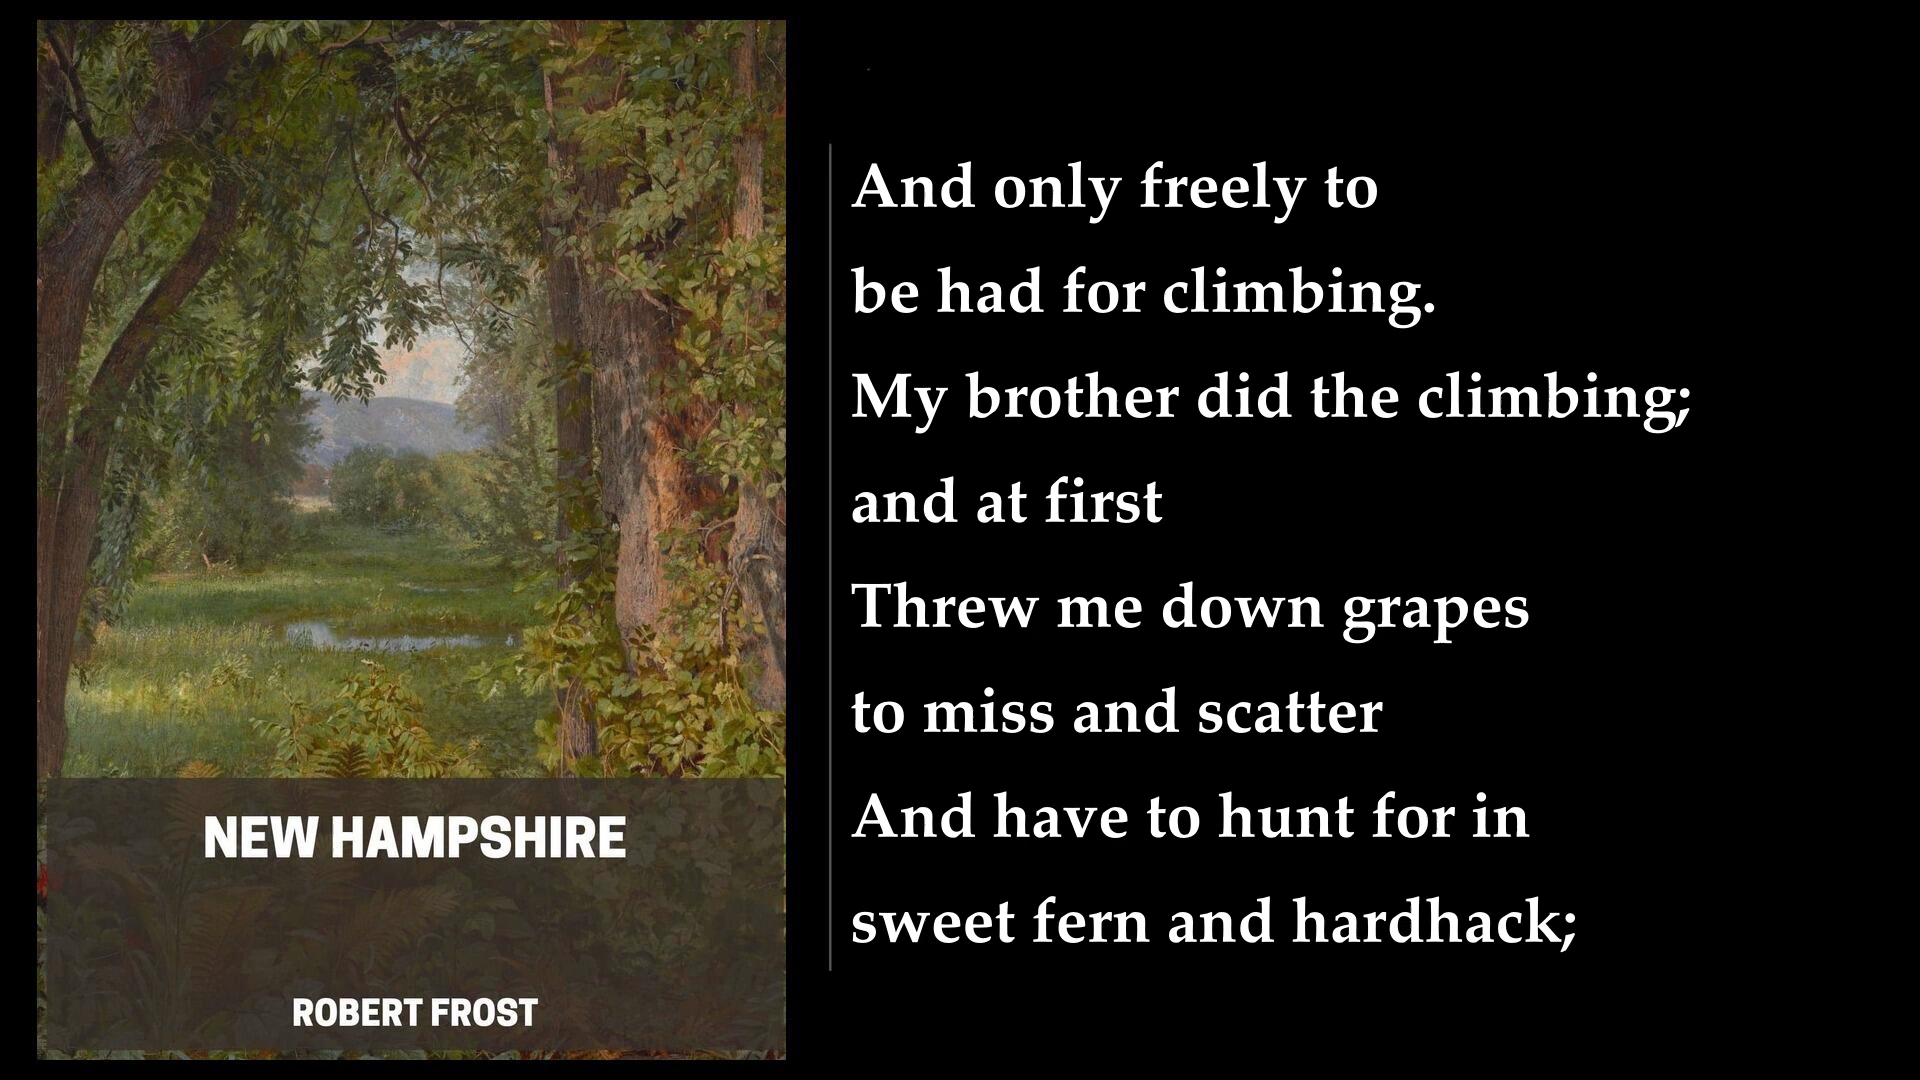 NEW HAMPSHIRE
ROBERT FROST
And only freely to
be had for climbing.
My brother did the climbing;
and at first
Threw me down grapes
to miss and scatter
And have to hunt for in
sweet fern and hardhack;